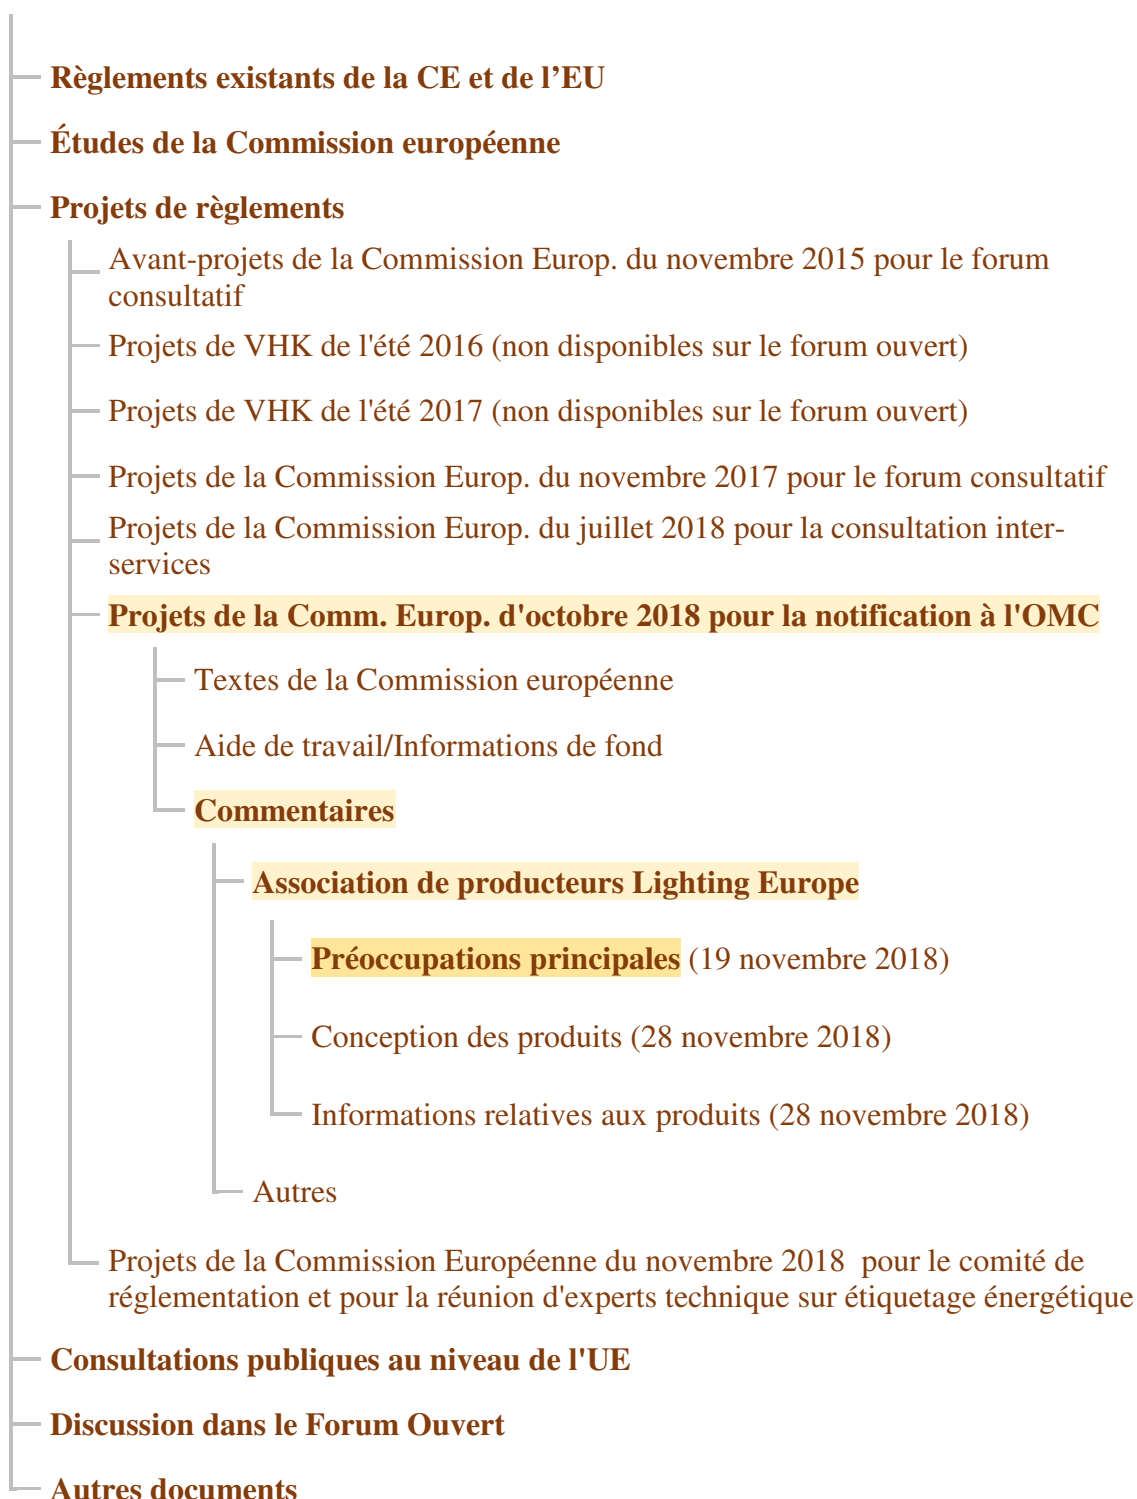 Règlements existants de la CE et de l’EU
Études de la Commission européenne
Projets de règlements
Avant-projets de la Commission Europ. du novembre 2015 pour le forum
consultatif
Projets de VHK de l'été 2016 (non disponibles sur le forum ouvert)
Projets de VHK de l'été 2017 (non disponibles sur le forum ouvert)
Projets de la Commission Europ. du novembre 2017 pour le forum consultatif
Projets de la Commission Europ. du juillet 2018 pour la consultation inter-
services
Projets de la Comm. Europ. d'octobre 2018 pour la notification à l'OMC
Textes de la Commission européenne
Aide de travail/Informations de fond
Commentaires
Association de producteurs Lighting Europe
Préoccupations principales (19 novembre 2018)
Conception des produits (28 novembre 2018)
Informations relatives aux produits (28 novembre 2018)
Autres
Projets de la Commission Européenne du novembre 2018  pour le comité de
réglementation et pour la réunion d'experts technique sur étiquetage énergétique
Consultations publiques au niveau de l'UE
Discussion dans le Forum Ouvert
Autres documents